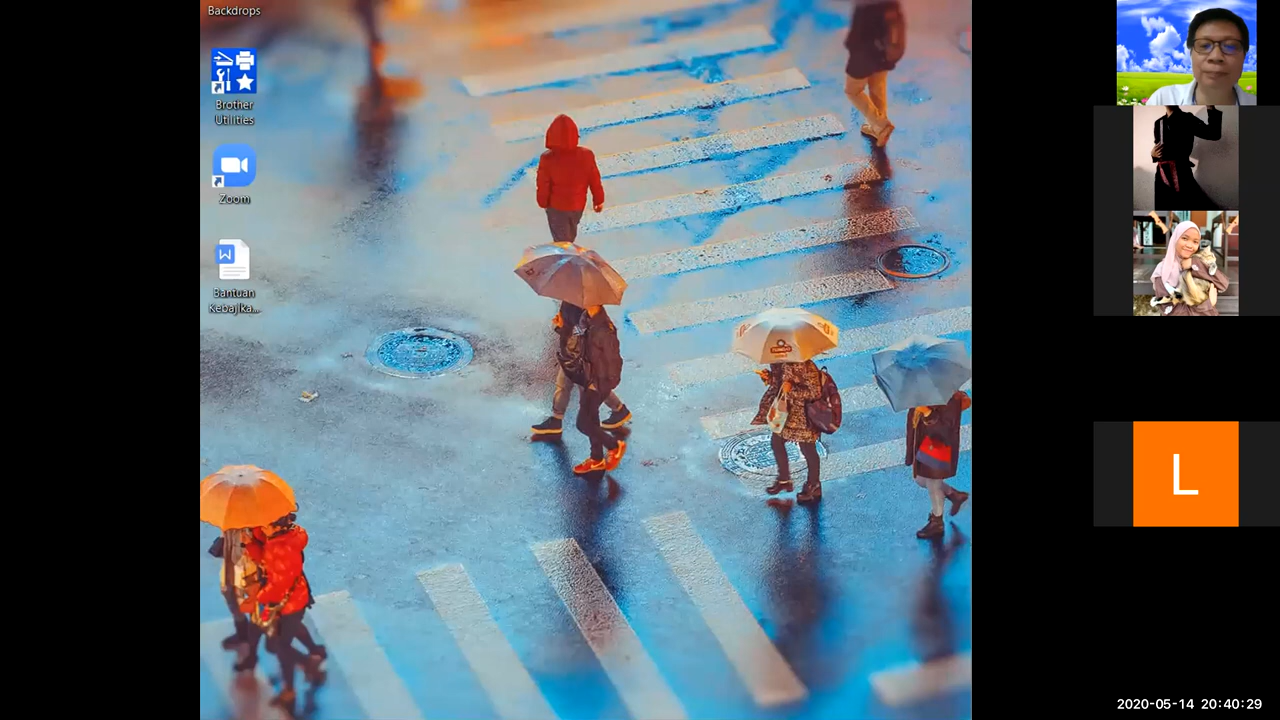 Backdrops
Brother
Utilities
Zoom
Bantuan
Kebajika...
L
2020-05-14 20:40:29